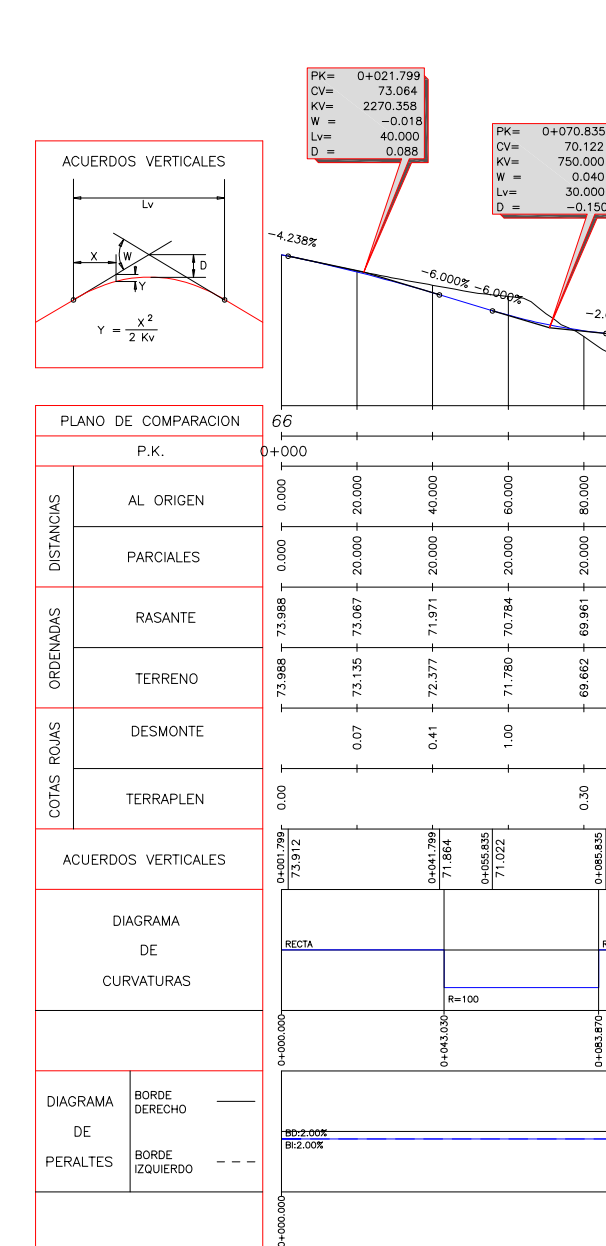 PK= 0+021.799
CV= 73.064
KV= 2270.358
W = -0.018
Lv= 40.000
D = 0.088
PK= 0+070.835
CV= 70.122
KV= 750.000
W = 0.040
Lv= 30.000
D = -0.150
ACUERDOS VERTICALES
Lv
X
W
D
Y
Y = X² / 2 Kv
-4.238%
-6.000%
-6.000%
PLANO DE COMPARACION 66
P.K. 0+000
DISTANCIAS
AL ORIGEN 0.000 20.000 40.000 60.000 80.000
PARCIALES 0.000 20.000 20.000 20.000 20.000
ORDENADAS
RASANTE 73.988 73.067 71.971 70.784 69.961
TERRENO 73.988 73.135 72.377 71.780 69.662
COTAS ROJAS
DESMONTE 0.07 0.41 1.00
TERRAPLEN 0.00 0.30
ACUERDOS VERTICALES
0+001.799
73.912
0+041.799
71.864
0+055.835
71.022
0+085.835
DIAGRAMA
DE
CURVATURAS
RECTA
R=100
0+000.000
0+043.030
0+083.870
DIAGRAMA
DE
PERALTES
BORDE
DERECHO
BORDE
IZQUIERDO
BD:2.00%
BI:2.00%
0+000.000